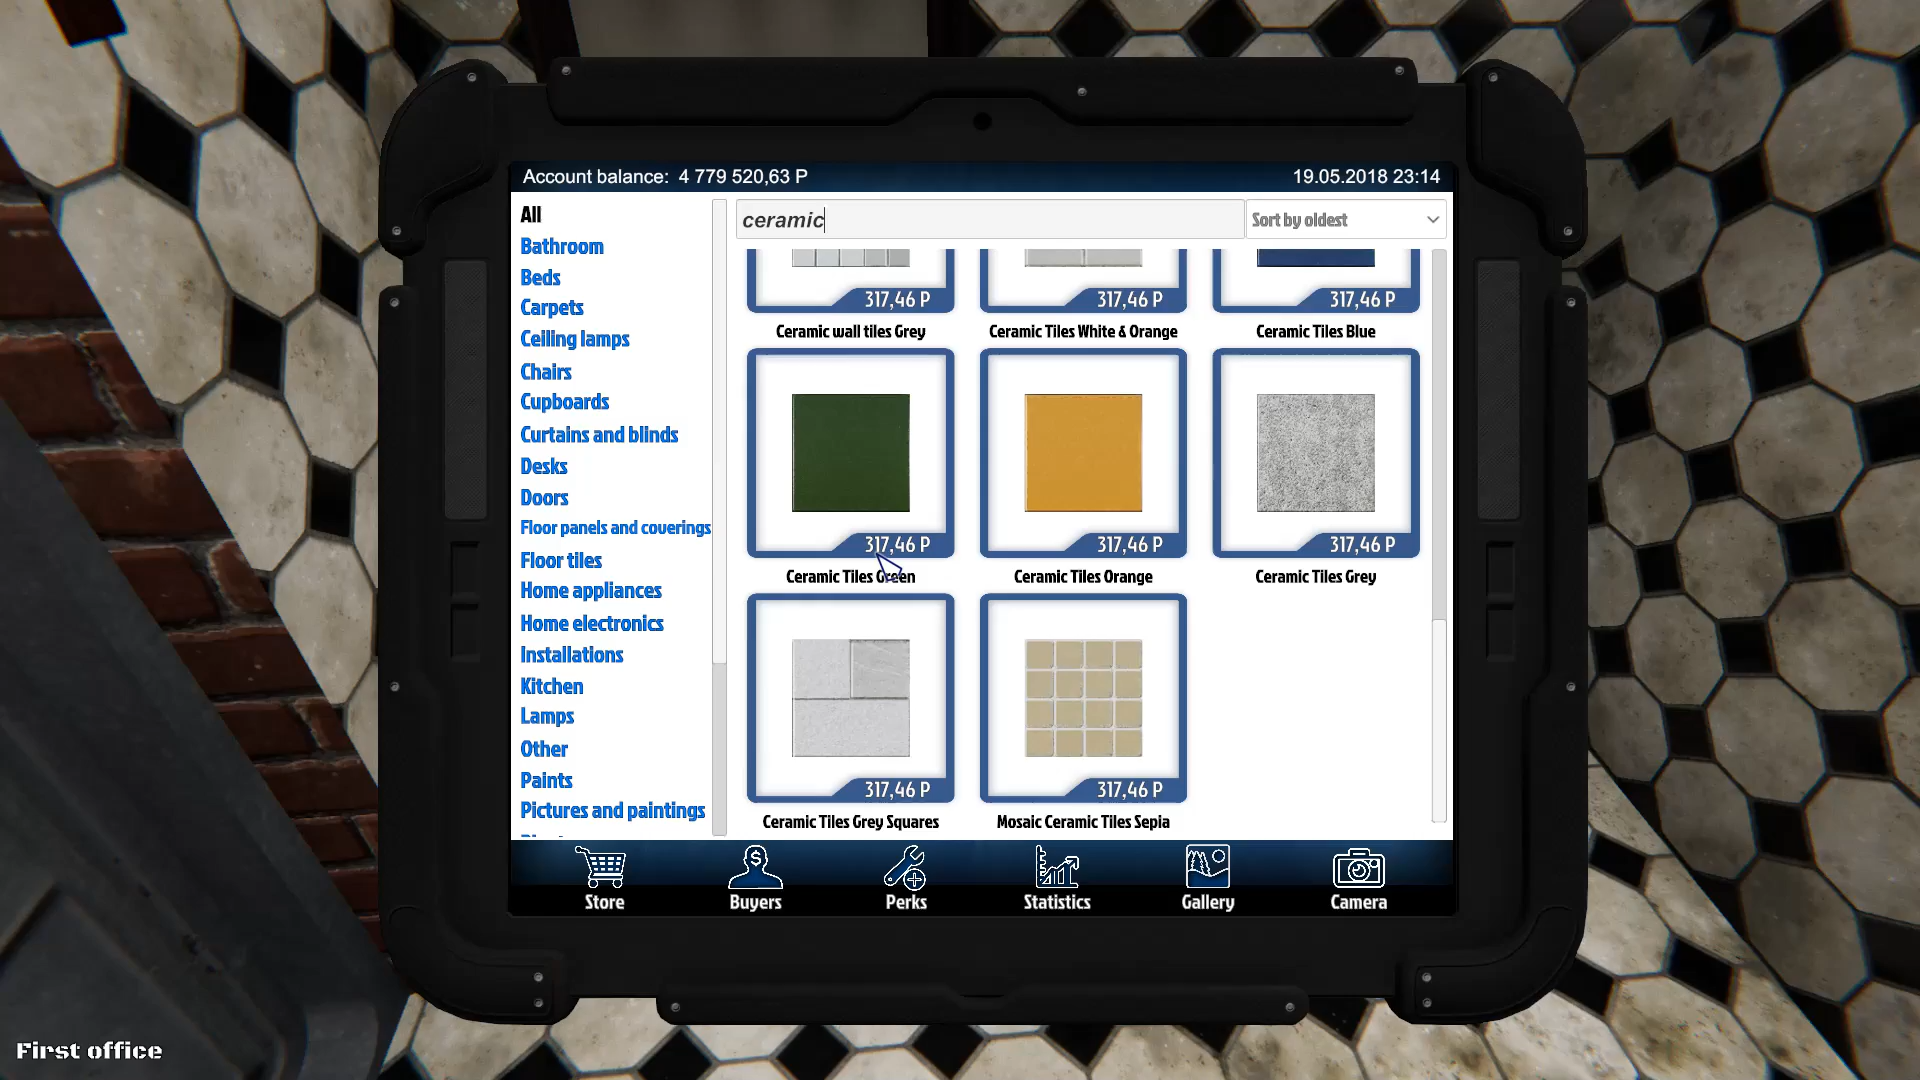 Account balance: 4 779 520,63 P
19.05.2018 23:14
All
Bathroom
Beds
Carpets
Ceiling lamps
Chairs
Cupboards
Curtains and blinds
Desks
Doors
Floor panels and coverings
Floor tiles
Home appliances
Home electronics
Installations
Kitchen
Lamps
Other
Paints
Pictures and paintings
ceramic
Sort by oldest
317,46 P
317,46 P
317,46 P
Ceramic wall tiles Grey
Ceramic Tiles White & Orange
Ceramic Tiles Blue
317,46 P
317,46 P
317,46 P
Ceramic Tiles Green
Ceramic Tiles Orange
Ceramic Tiles Grey
317,46 P
317,46 P
Ceramic Tiles Grey Squares
Mosaic Ceramic Tiles Sepia
Store
Buyers
Perks
Statistics
Gallery
Camera
First office